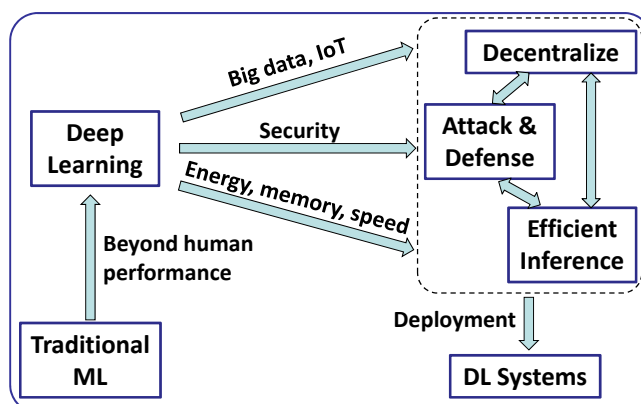 Big data, IoT
Decentralize
Deep
Learning
Security
Attack &
Defense
Energy, memory, speed
Beyond human
performance
Efficient
Inference
Traditional
ML
Deployment
DL Systems